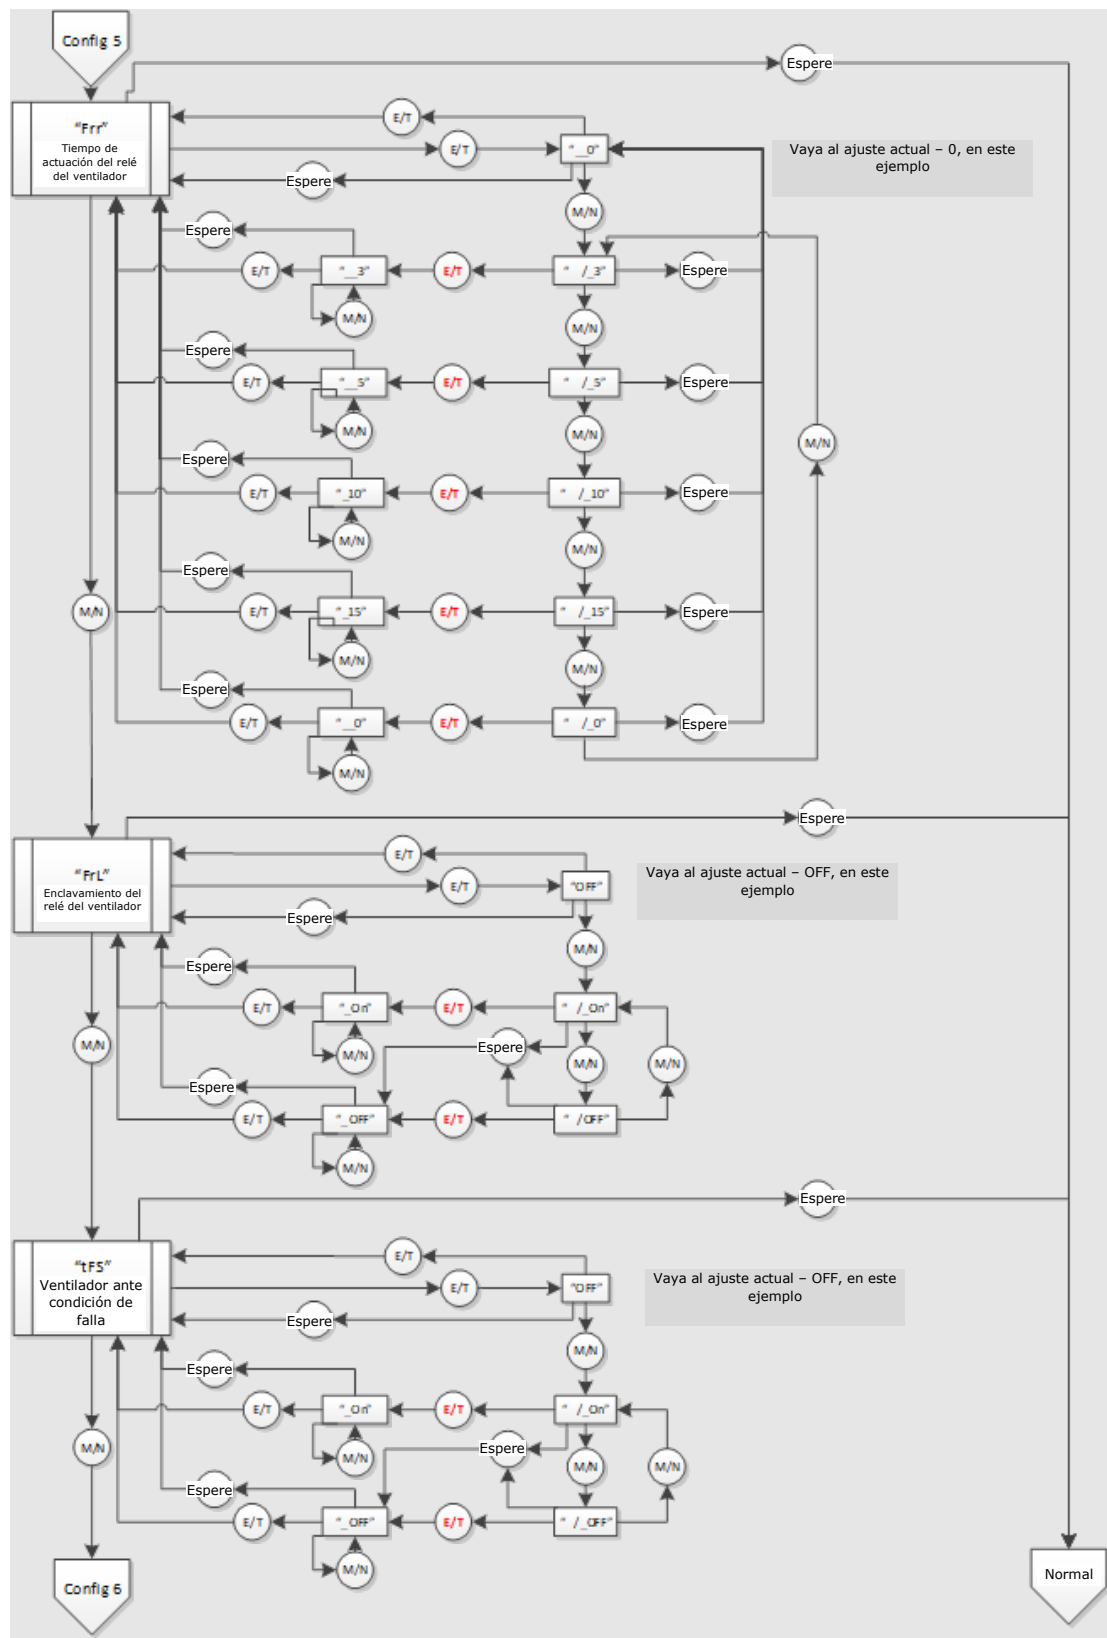 Config 5
Espere
“Frr”
Tiempo de
actuación del relé
del ventilador
E/T
E/T
“__0”
Vaya al ajuste actual – 0, en este
ejemplo
Espere
M/N
Espere
E/T
“__3”
E/T
“ /_3”
Espere
M/N
M/N
Espere
E/T
“__5”
E/T
“ /_5”
Espere
M/N
M/N
M/N
Espere
E/T
“_10”
E/T
“ /_10”
Espere
M/N
M/N
Espere
M/N
E/T
“_15”
E/T
“ /_15”
Espere
M/N
M/N
Espere
E/T
“__0”
E/T
“ /_0”
Espere
M/N
Espere
“FrL”
Enclavamiento del
relé del ventilador
E/T
E/T
“OFF”
Vaya al ajuste actual – OFF, en este
ejemplo
Espere
M/N
Espere
E/T
“_On”
E/T
“ /_On”
M/N
M/N
Espere
M/N
M/N
Espere
E/T
“_OFF”
E/T
“ /OFF”
M/N
Espere
“tFS”
Ventilador ante
condición de
falla
E/T
E/T
“OFF”
Vaya al ajuste actual – OFF, en este
ejemplo
Espere
M/N
Espere
E/T
“_On”
E/T
“ /_On”
M/N
M/N
Espere
M/N
M/N
Espere
E/T
“_OFF”
E/T
“ /_OFF”
M/N
Config 6
Normal